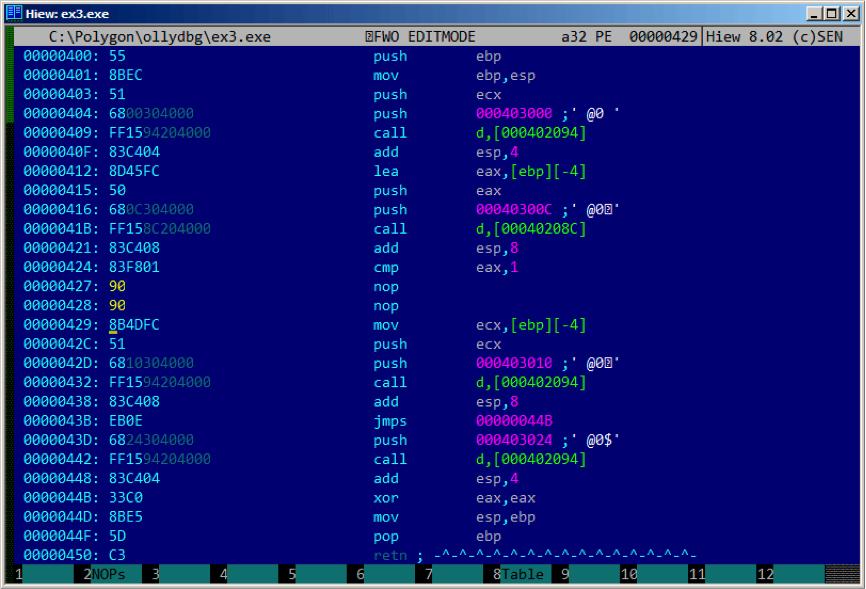 Hiew: ex3.exe
C:\Polygon\ollydbg\ex3.exe FWO EDITMODE a32 PE 00000429 Hiew 8.02 (c)SEN
00000400: 55 push ebp
00000401: 8BEC mov ebp,esp
00000403: 51 push ecx
00000404: 6800304000 push 000403000 ;' @0 '
00000409: FF1594204000 call d,[000402094]
0000040F: 83C404 add esp,4
00000412: 8D45FC lea eax,[ebp][-4]
00000415: 50 push eax
00000416: 680C304000 push 00040300C ;' @0⍰'
0000041B: FF158C204000 call d,[00040208C]
00000421: 83C408 add esp,8
00000424: 83F801 cmp eax,1
00000427: 90 nop
00000428: 90 nop
00000429: 8B4DFC mov ecx,[ebp][-4]
0000042C: 51 push ecx
0000042D: 6810304000 push 000403010 ;' @0⍰'
00000432: FF1594204000 call d,[000402094]
00000438: 83C408 add esp,8
0000043B: EB0E jmps 00000044B
0000043D: 6824304000 push 000403024 ;' @0$'
00000442: FF1594204000 call d,[000402094]
00000448: 83C404 add esp,4
0000044B: 33C0 xor eax,eax
0000044D: 8BE5 mov esp,ebp
0000044F: 5D pop ebp
00000450: C3 retn ; -^-^-^-^-^-^-^-^-^-^-^-^-^-^-^-
1 2NOPs 3 4 5 6 7 8Table 9 10 11 12